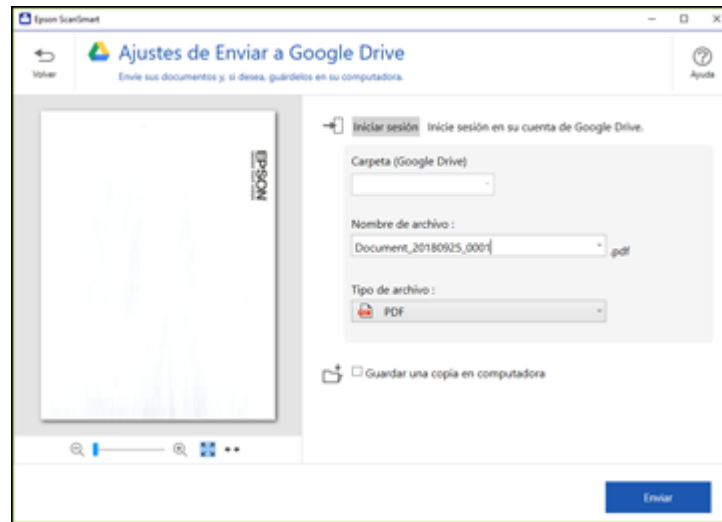 Epson ScanSmart
Volver
Ajustes de Enviar a Google Drive
Envíe sus documentos y, si desea, guárdelos en su computadora.
Ayuda
EPSON
Iniciar sesión Inicie sesión en su cuenta de Google Drive.
Carpeta (Google Drive)
Nombre de archivo :
Document_20180925_0001 .pdf
Tipo de archivo :
PDF
Guardar una copia en computadora
Enviar